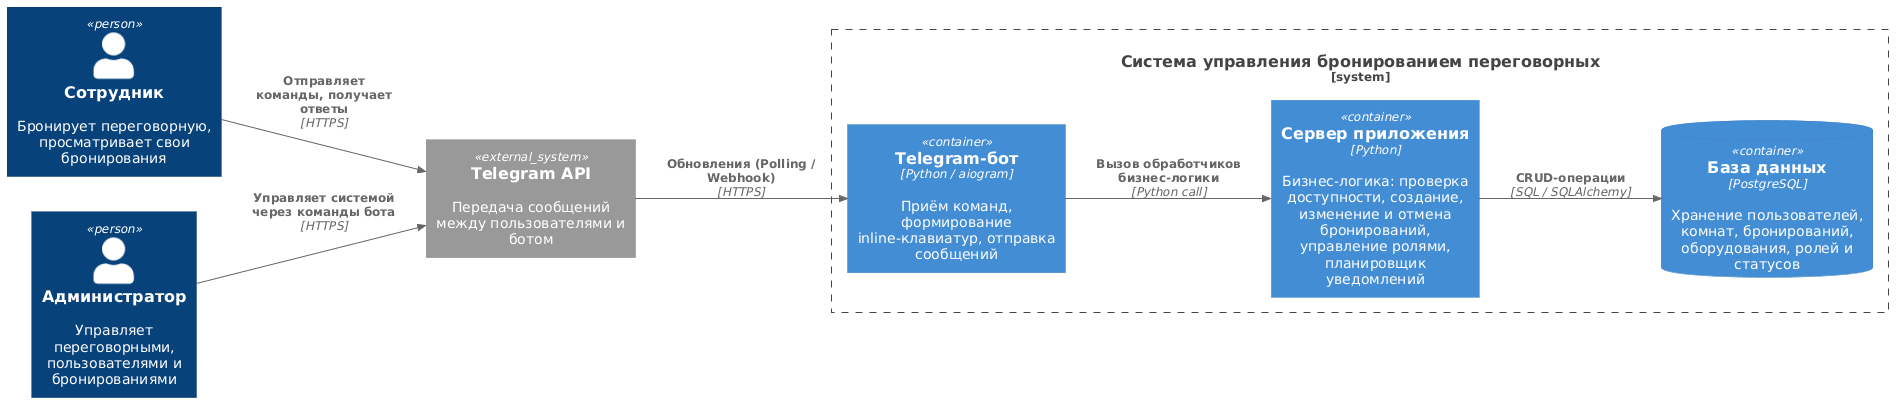 «person»
Сотрудник
Бронирует переговорную,
просматривает свои
бронирования
«person»
Администратор
Управляет
переговорными,
пользователями и
бронированиями
Отправляет
команды, получает
ответы
[HTTPS]
Управляет системой
через команды бота
[HTTPS]
«external_system»
Telegram API
Передача сообщений
между пользователями и
ботом
Обновления (Polling /
Webhook)
[HTTPS]
Система управления бронированием переговорных
[system]
«container»
Telegram-бот
[Python / aiogram]
Приём команд,
формирование
inline-клавиатур, отправка
сообщений
Вызов обработчиков
бизнес-логики
[Python call]
«container»
Сервер приложения
[Python]
Бизнес-логика: проверка
доступности, создание,
изменение и отмена
бронирований,
управление ролями,
планировщик
уведомлений
CRUD-операции
[SQL / SQLAlchemy]
«container»
База данных
[PostgreSQL]
Хранение пользователей,
комнат, бронирований,
оборудования, ролей и
статусов